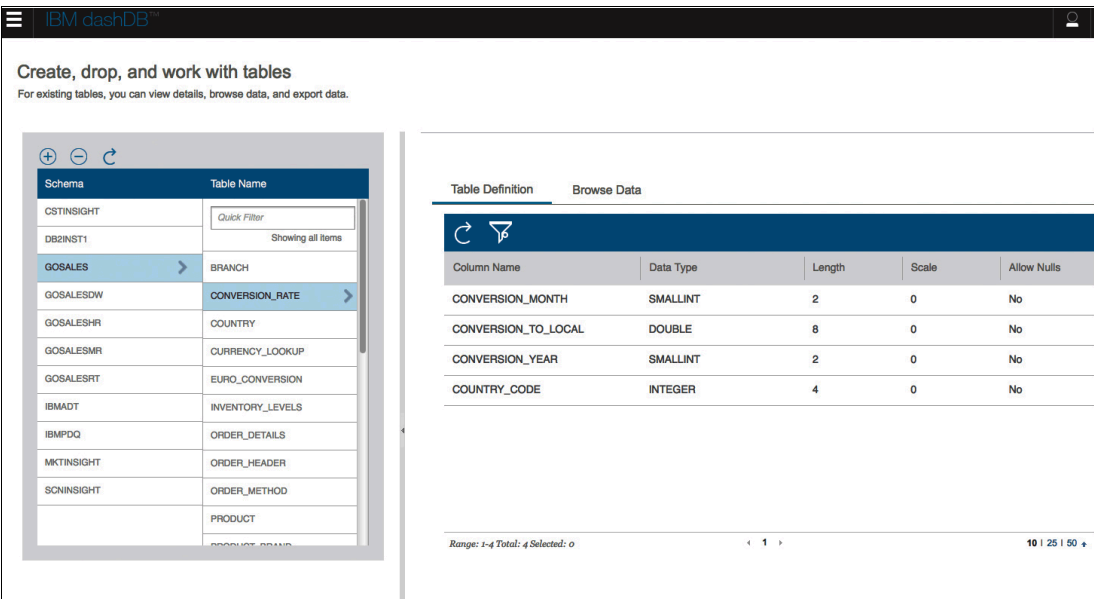 IBM dashDB™
Create, drop, and work with tables
For existing tables, you can view details, browse data, and export data.
Schema Table Name
CSTINSIGHT
DB2INST1
GOSALES
GOSALESDW
GOSALESHR
GOSALESMR
GOSALESRT
IBMADT
IBMPDQ
MKTINSIGHT
SCNINSIGHT
Quick Filter
Showing all items
BRANCH
CONVERSION_RATE
COUNTRY
CURRENCY_LOOKUP
EURO_CONVERSION
INVENTORY_LEVELS
ORDER_DETAILS
ORDER_HEADER
ORDER_METHOD
PRODUCT
PRODUCT_BRAND
Table Definition Browse Data
Column Name Data Type Length Scale Allow Nulls
CONVERSION_MONTH SMALLINT 2 0 No
CONVERSION_TO_LOCAL DOUBLE 8 0 No
CONVERSION_YEAR SMALLINT 2 0 No
COUNTRY_CODE INTEGER 4 0 No
Range: 1-4 Total: 4 Selected: 0 1 10 | 25 | 50